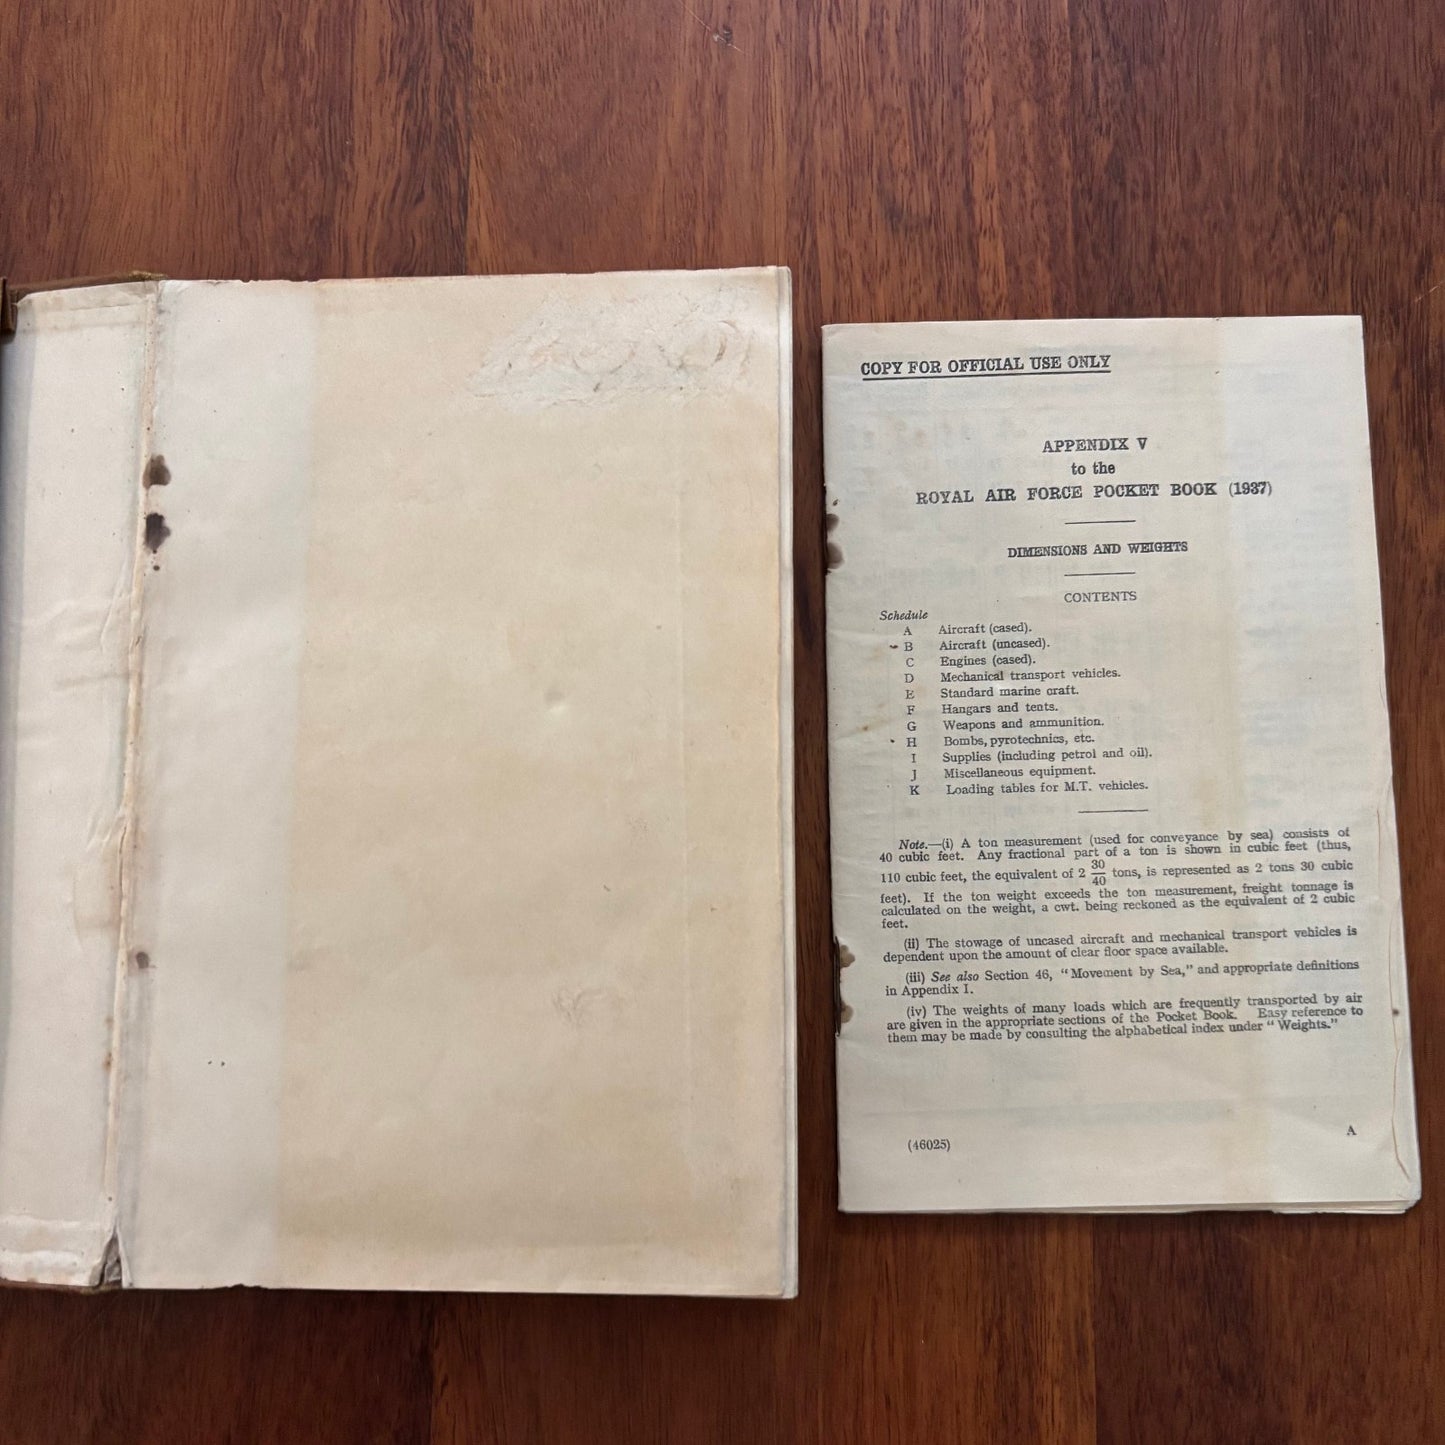 COPY FOR OFFICIAL USE ONLY
APPENDIX V
to the
ROYAL AIR FORCE POCKET BOOK (1937)
DIMENSIONS AND WEIGHTS
CONTENTS
Schedule
A Aircraft (cased).
B Aircraft (uncased).
C Engines (cased).
D Mechanical transport vehicles.
E Standard marine craft.
F Hangars and tents.
G Weapons and ammunition.
H Bombs, pyrotechnics, etc.
I Supplies (including petrol and oil).
J Miscellaneous equipment.
K Loading tables for M.T. vehicles.
Note.—(i) A ton measurement (used for conveyance by sea) consists of
40 cubic feet. Any fractional part of a ton is shown in cubic feet (thus,
110 cubic feet, the equivalent of 2 30/40 tons, is represented as 2 tons 30 cubic
feet). If the ton weight exceeds the ton measurement, freight tonnage is
calculated on the weight, a cwt. being reckoned as the equivalent of 2 cubic
feet.
(ii) The stowage of uncased aircraft and mechanical transport vehicles is
dependent upon the amount of clear floor space available.
(iii) See also Section 46, "Movement by Sea," and appropriate definitions
in Appendix I.
(iv) The weights of many loads which are frequently transported by air
are given in the appropriate sections of the Pocket Book. Easy reference to
them may be made by consulting the alphabetical index under "Weights."
(46025)
A